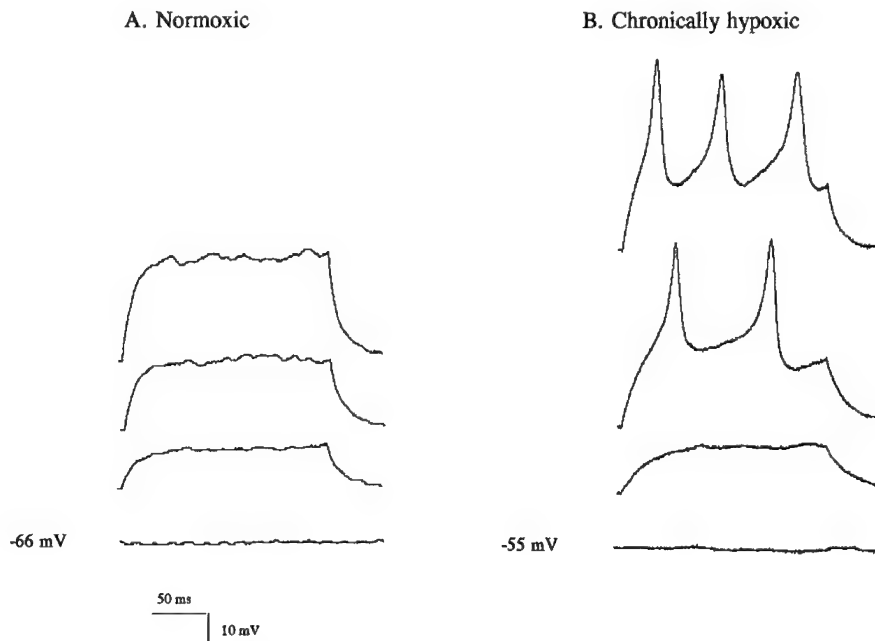 A. Normoxic
B. Chronically hypoxic
-66 mV
-55 mV
50 ms
10 mV